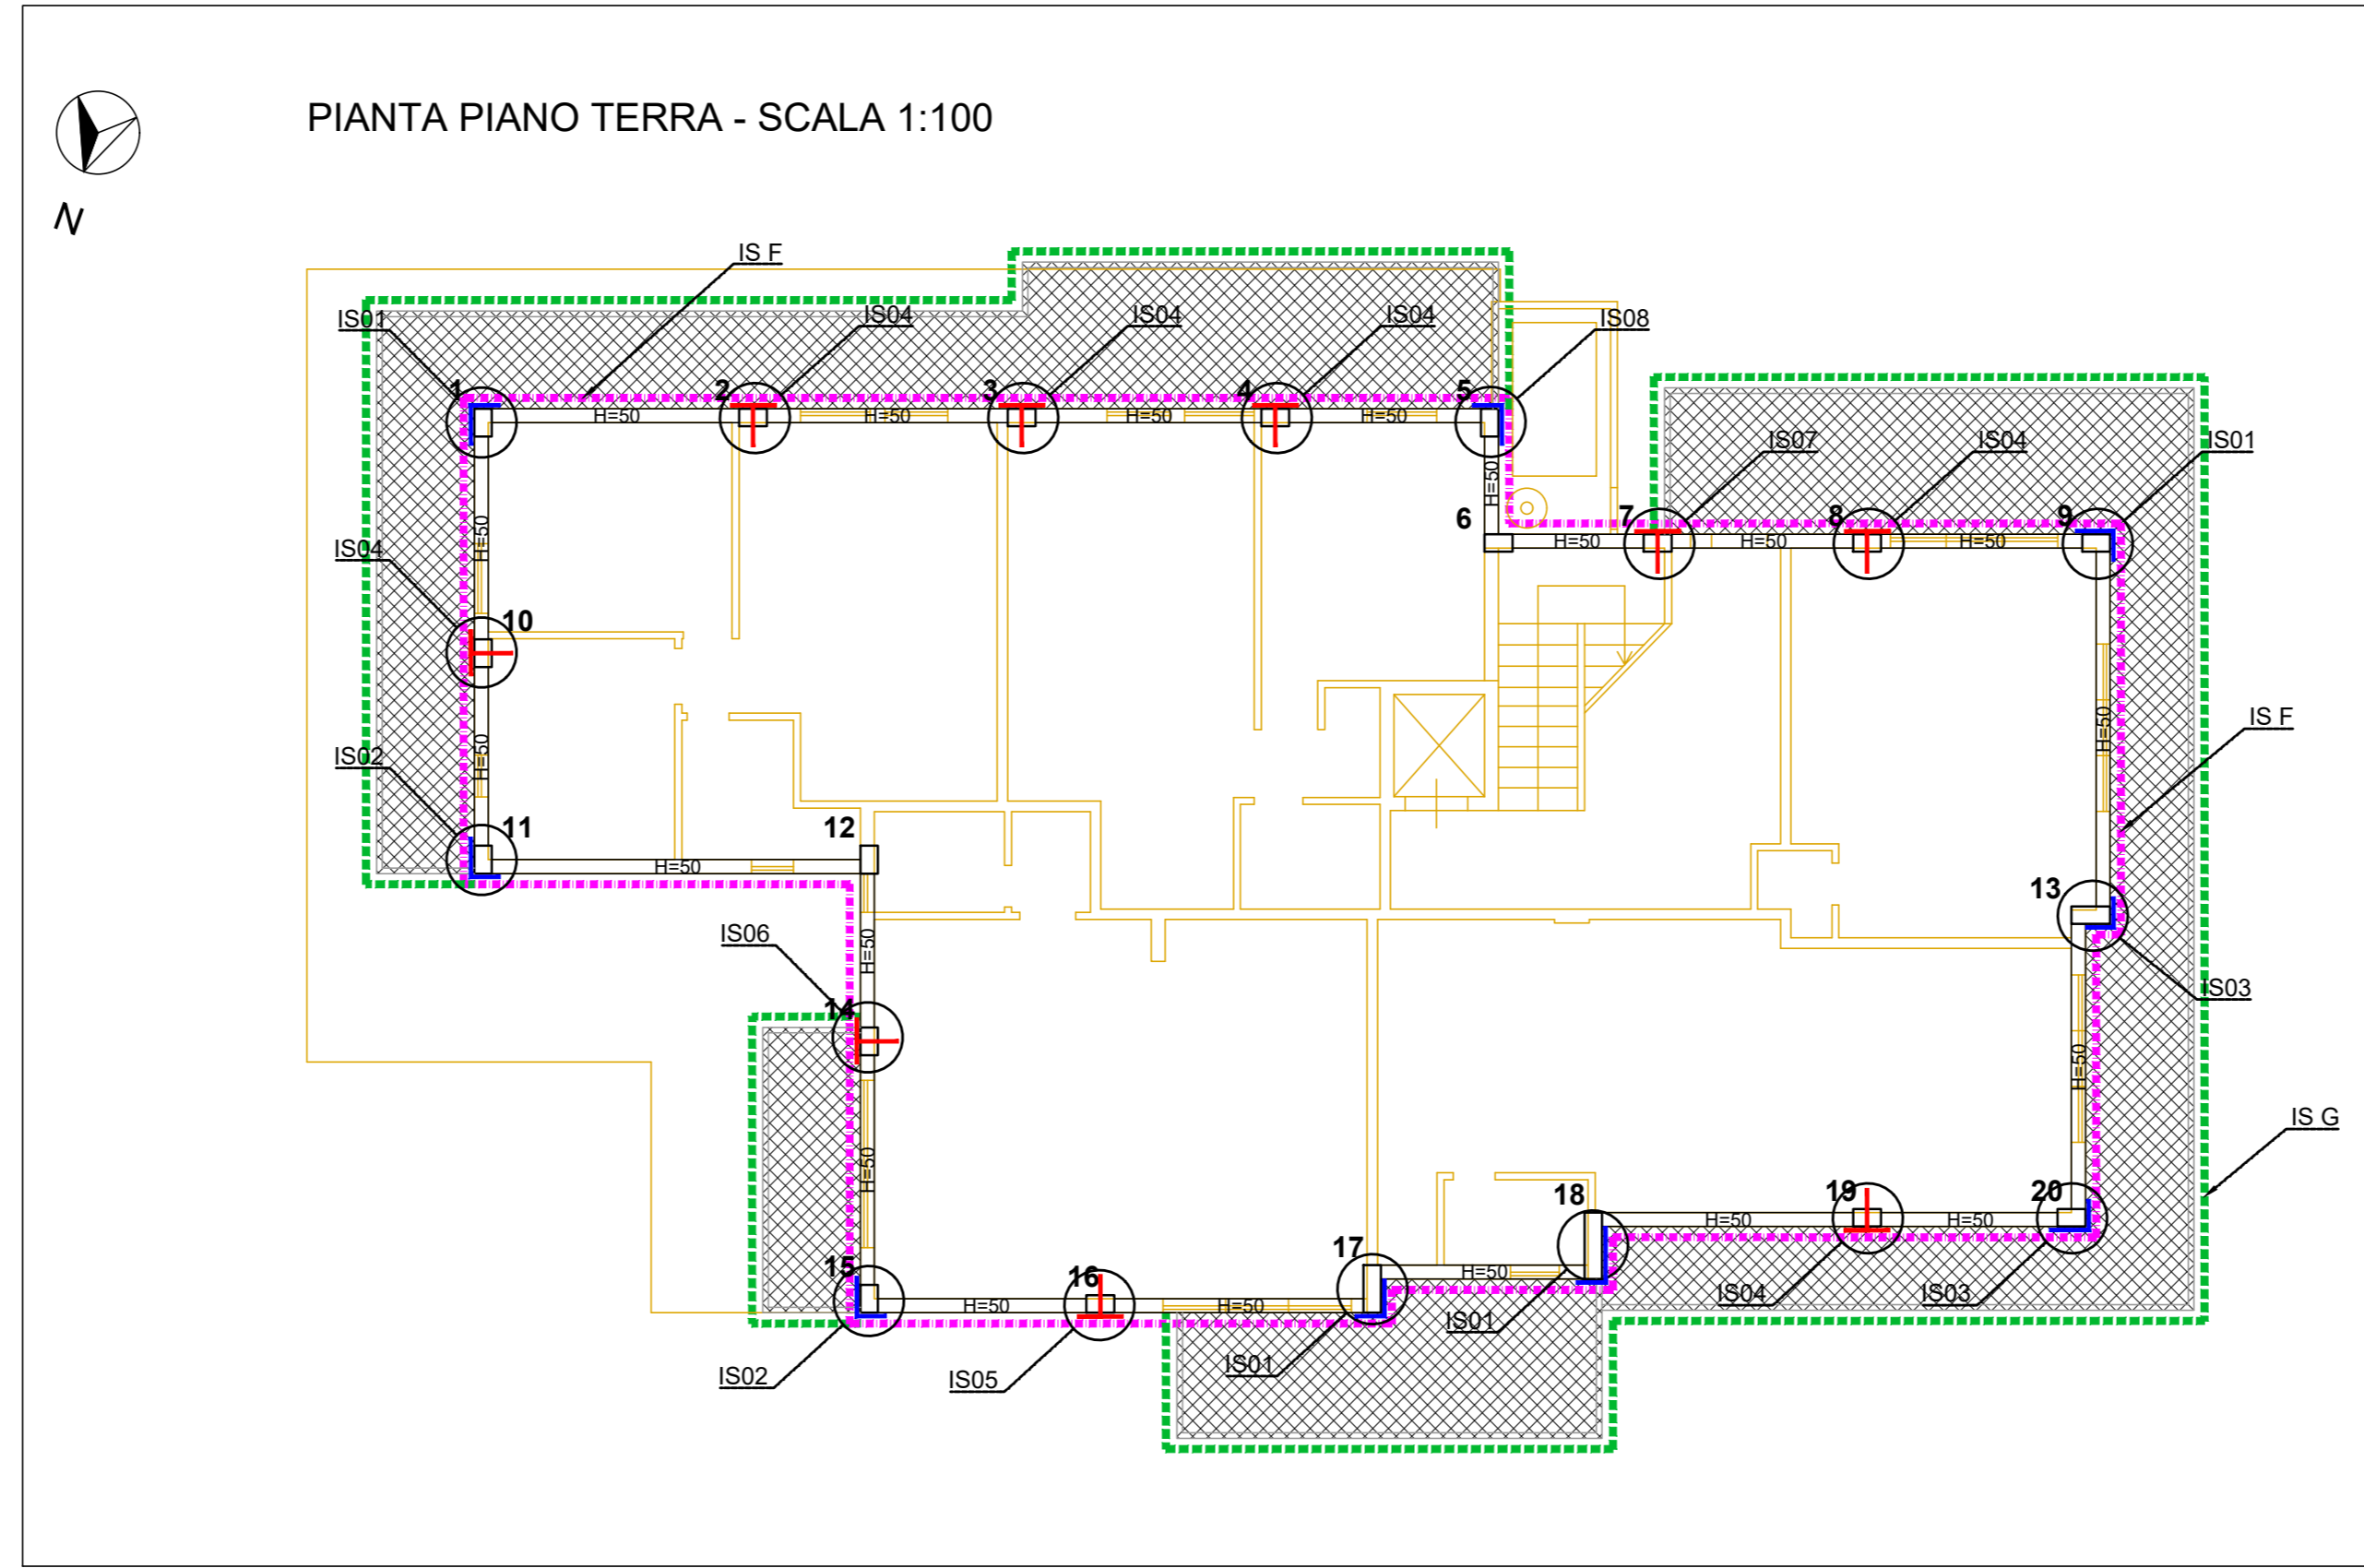 PIANTA PIANO TERRA - SCALA 1:100
N
IS F
IS01
IS04
IS04
IS04
IS08
1
2
3
4
5
H=50
H=50
H=50
H=50
IS07
IS04
IS01
H=50
H=50
6
7
8
9
H=50
H=50
H=50
IS04
10
IS F
H=50
H=50
IS02
11
12
H=50
13
IS06
H=50
IS03
14
H=50
IS G
H=50
18
19
20
H=50
H=50
17
15
16
H=50
H=50
H=50
IS04
IS03
IS01
IS01
IS02
IS05